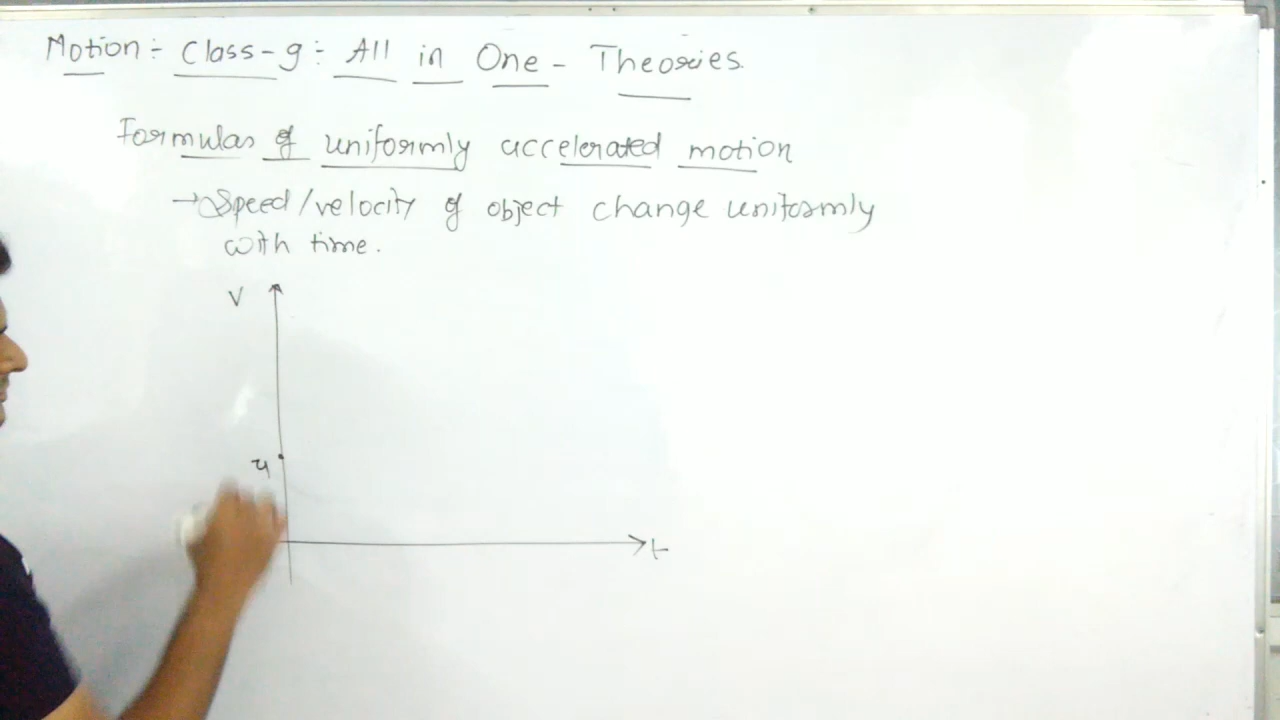 Motion :- Class-9 :- All in One - Theories.
Formulas of uniformly accelerated motion
→ Speed/velocity of object change uniformly
with time.
V
u
t